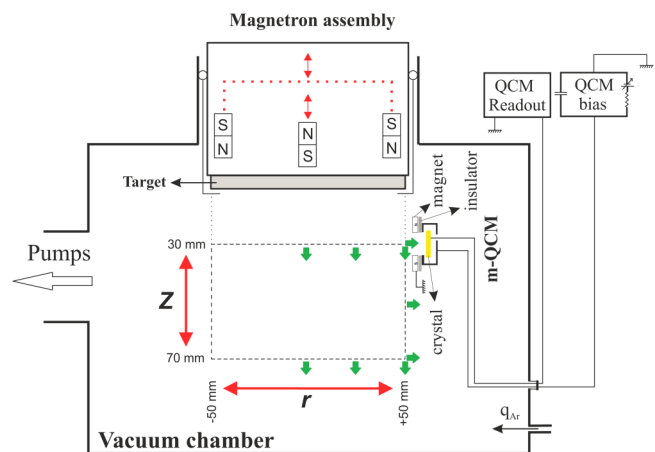 Magnetron assembly
QCM
Readout
QCM
bias
S
N
N
S
S
N
Target
magnet
insulator
s
s
m-QCM
crystal
Pumps
30 mm
Z
70 mm
-50 mm
r
+50 mm
qAr
Vacuum chamber